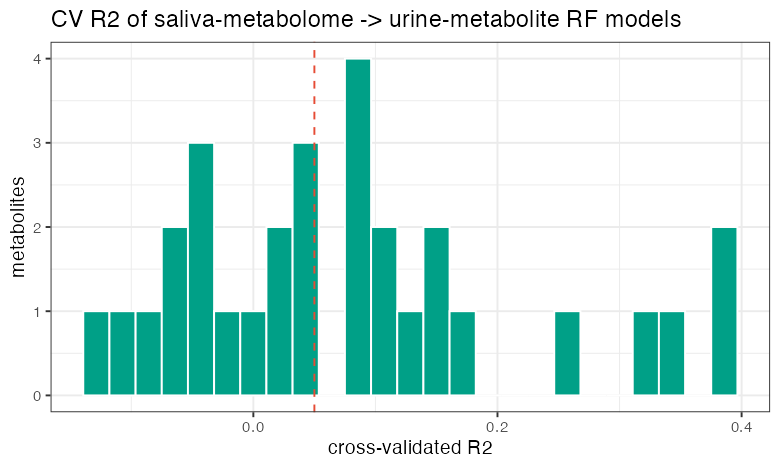 CV R2 of saliva-metabolome -> urine-metabolite RF models
4
3
2
1
0
metabolites
0.0
0.2
0.4
cross-validated R2